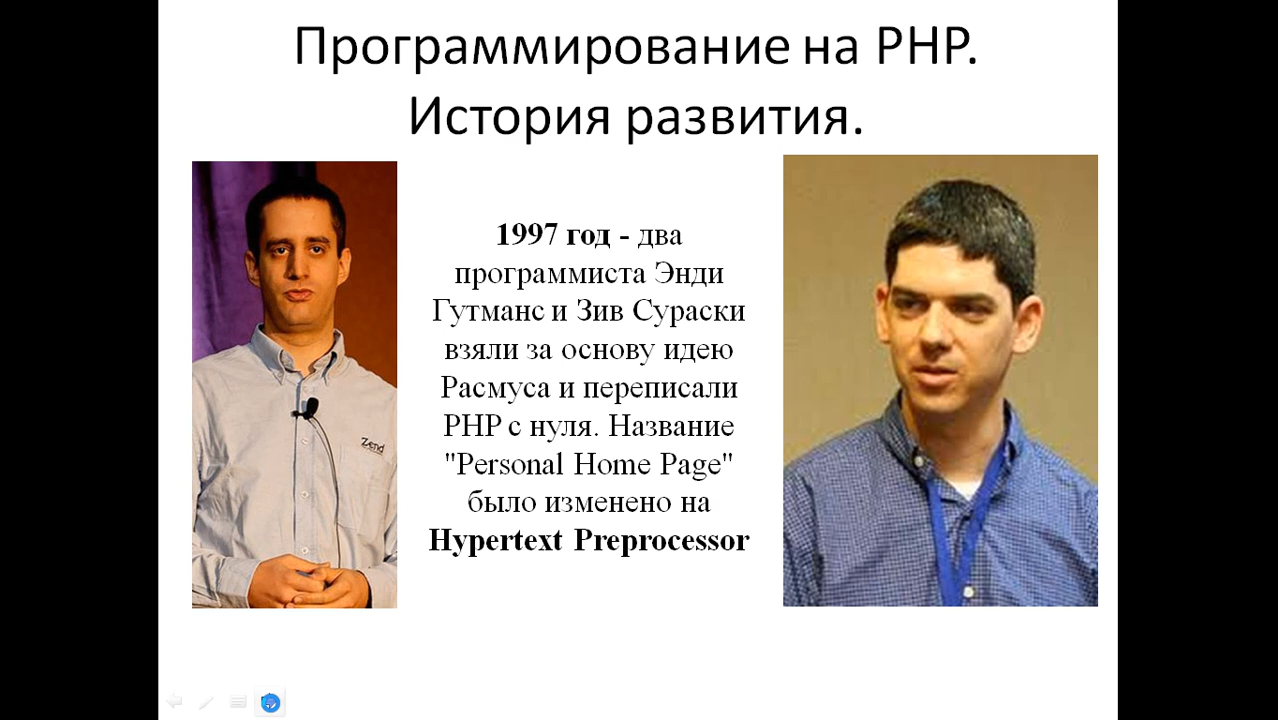 Программирование на PHP.
История развития.
1997 год - два
программиста Энди
Гутманс и Зив Сураски
взяли за основу идею
Расмуса и переписали
PHP с нуля. Название
"Personal Home Page"
было изменено на
Hypertext Preprocessor
Zend